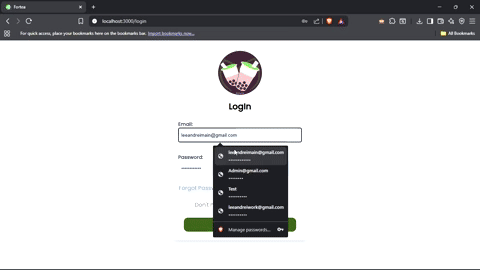 Fortea
localhost:3000/login
For quick access, place your bookmarks here on the bookmarks bar. Import bookmarks now...
All Bookmarks
Login
Email:
leeandreimain@gmail.com
leeandreimain@gmail.com
Password:
Admin@gmail.com
Test
Forgot Pass
Don't
leeandreiwork@gmail.com
Manage passwords...